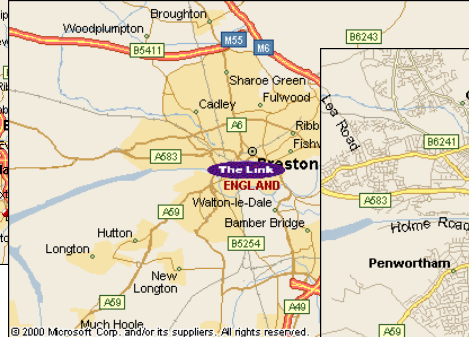 Broughton
Woodplumpton
M55
B5411
M6
B6243
Sharoe Green
Cadley
Fulwood
Lea Road
A6
Ribb
B6241
Fishw
A583
Preston
The Link
ENGLAND
A583
Walton-le-Dale
A59
Bamber Bridge
Holme Road
Hutton
B5254
Longton
Penwortham
New
Longton
A59
A49
Much Hoole
A59
© 2000 Microsoft Corp. and/or its suppliers. All rights reserved.